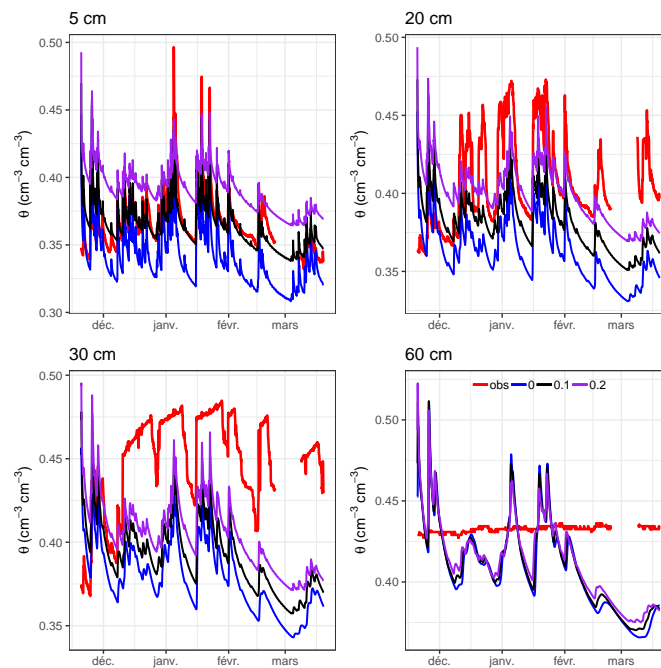 5 cm
0.50
0.45
0.40
0.35
0.30
θ (cm⁻³ cm⁻³)
déc. janv. févr. mars
20 cm
0.45
0.40
0.35
θ (cm⁻³ cm⁻³)
déc. janv. févr. mars
30 cm
0.50
0.45
0.40
0.35
θ (cm⁻³ cm⁻³)
déc. janv. févr. mars
60 cm
obs 0 0.1 0.2
0.50
0.45
0.40
θ (cm⁻³ cm⁻³)
déc. janv. févr. mars